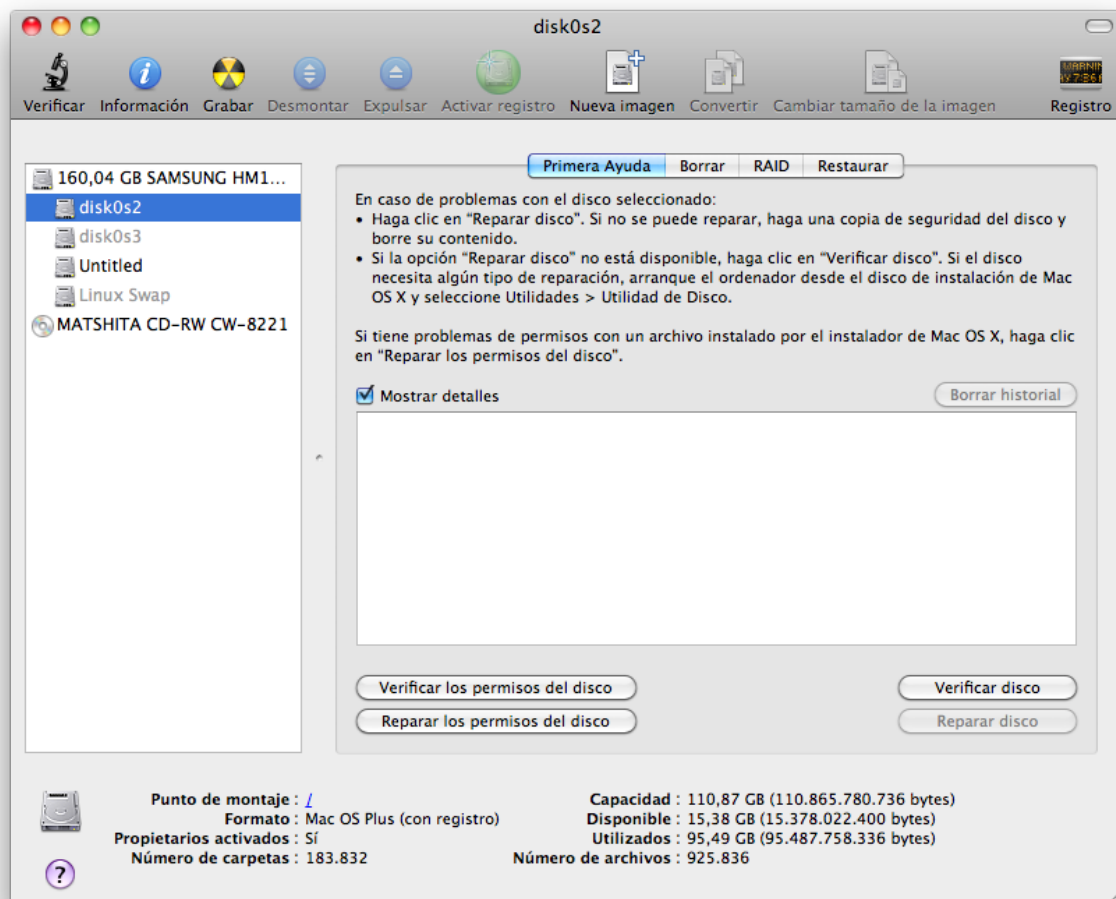 disk0s2
Verificar Información Grabar Desmontar Expulsar Activar registro Nueva imagen Convertir Cambiar tamaño de la imagen Registro
160,04 GB SAMSUNG HM1...
disk0s2
disk0s3
Untitled
Linux Swap
MATSHITA CD-RW CW-8221
Primera Ayuda Borrar RAID Restaurar
En caso de problemas con el disco seleccionado:
• Haga clic en “Reparar disco”. Si no se puede reparar, haga una copia de seguridad del disco y
borre su contenido.
• Si la opción “Reparar disco” no está disponible, haga clic en “Verificar disco”. Si el disco
necesita algún tipo de reparación, arranque el ordenador desde el disco de instalación de Mac
OS X y seleccione Utilidades > Utilidad de Disco.
Si tiene problemas de permisos con un archivo instalado por el instalador de Mac OS X, haga clic
en “Reparar los permisos del disco”.
Mostrar detalles Borrar historial
Verificar los permisos del disco Verificar disco
Reparar los permisos del disco Reparar disco
Punto de montaje : / Capacidad : 110,87 GB (110.865.780.736 bytes)
Formato : Mac OS Plus (con registro) Disponible : 15,38 GB (15.378.022.400 bytes)
Propietarios activados : Sí Utilizados : 95,49 GB (95.487.758.336 bytes)
Número de carpetas : 183.832 Número de archivos : 925.836
?